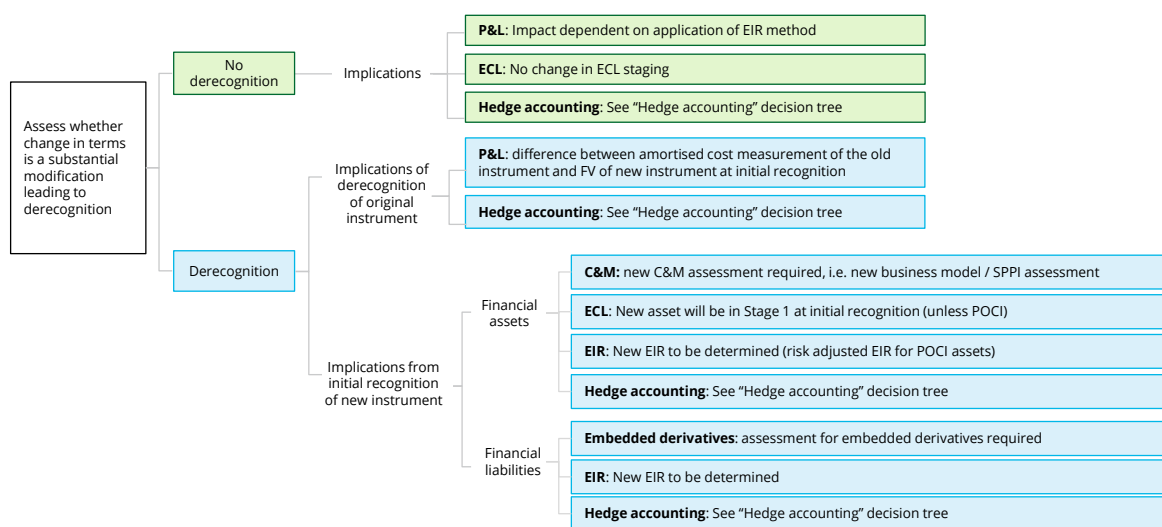 Assess whether
change in terms
is a substantial
modification
leading to
derecognition
No
derecognition
Implications
P&L: Impact dependent on application of EIR method
ECL: No change in ECL staging
Hedge accounting: See “Hedge accounting” decision tree
Derecognition
Implications of
derecognition
of original
instrument
P&L: difference between amortised cost measurement of the old
instrument and FV of new instrument at initial recognition
Hedge accounting: See “Hedge accounting” decision tree
Implications from
initial recognition
of new instrument
Financial
assets
C&M: new C&M assessment required, i.e. new business model / SPPI assessment
ECL: New asset will be in Stage 1 at initial recognition (unless POCI)
EIR: New EIR to be determined (risk adjusted EIR for POCI assets)
Hedge accounting: See “Hedge accounting” decision tree
Financial
liabilities
Embedded derivatives: assessment for embedded derivatives required
EIR: New EIR to be determined
Hedge accounting: See “Hedge accounting” decision tree